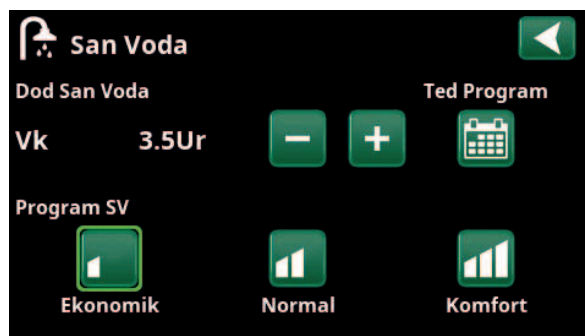 San Voda
Dod San Voda
Ted Program
Vk 3.5Ur
Program SV
Ekonomik Normal Komfort